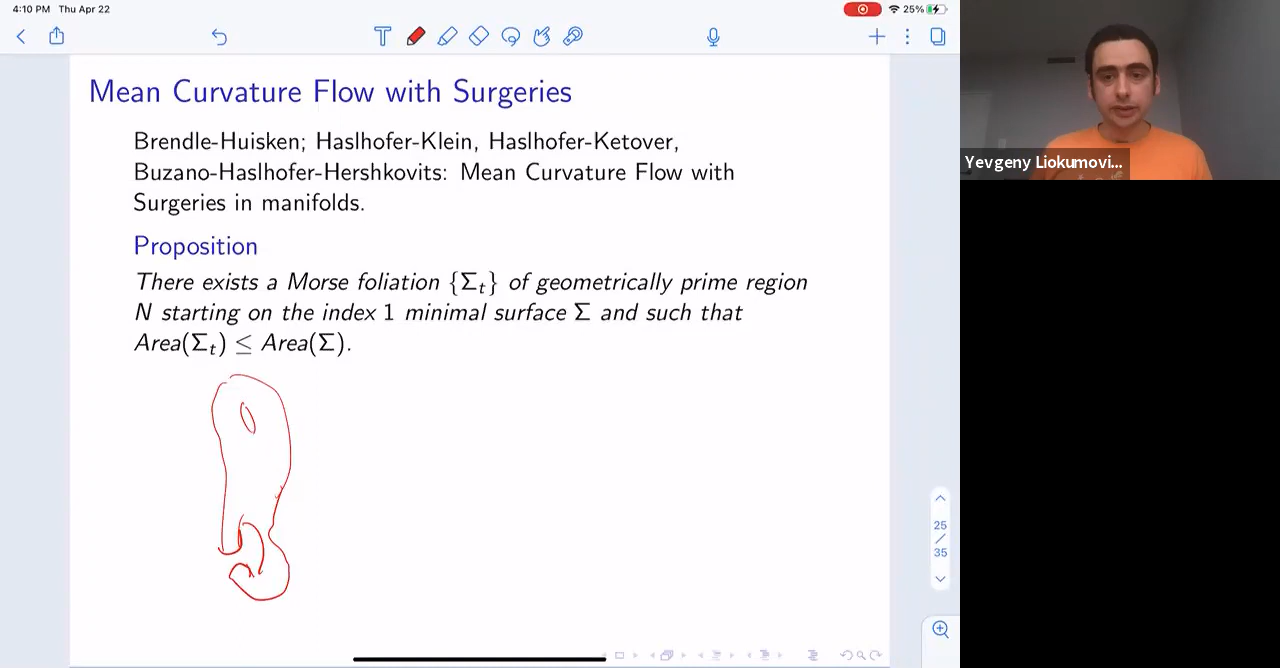 4:10 PM Thu Apr 22
25%
Mean Curvature Flow with Surgeries
Brendle-Huisken; Haslhofer-Klein, Haslhofer-Ketover,
Buzano-Haslhofer-Hershkovits: Mean Curvature Flow with
Surgeries in manifolds.
Proposition
There exists a Morse foliation {Σₜ} of geometrically prime region
N starting on the index 1 minimal surface Σ and such that
Area(Σₜ) ≤ Area(Σ).
Yevgeny Liokumovi...
25
/
35